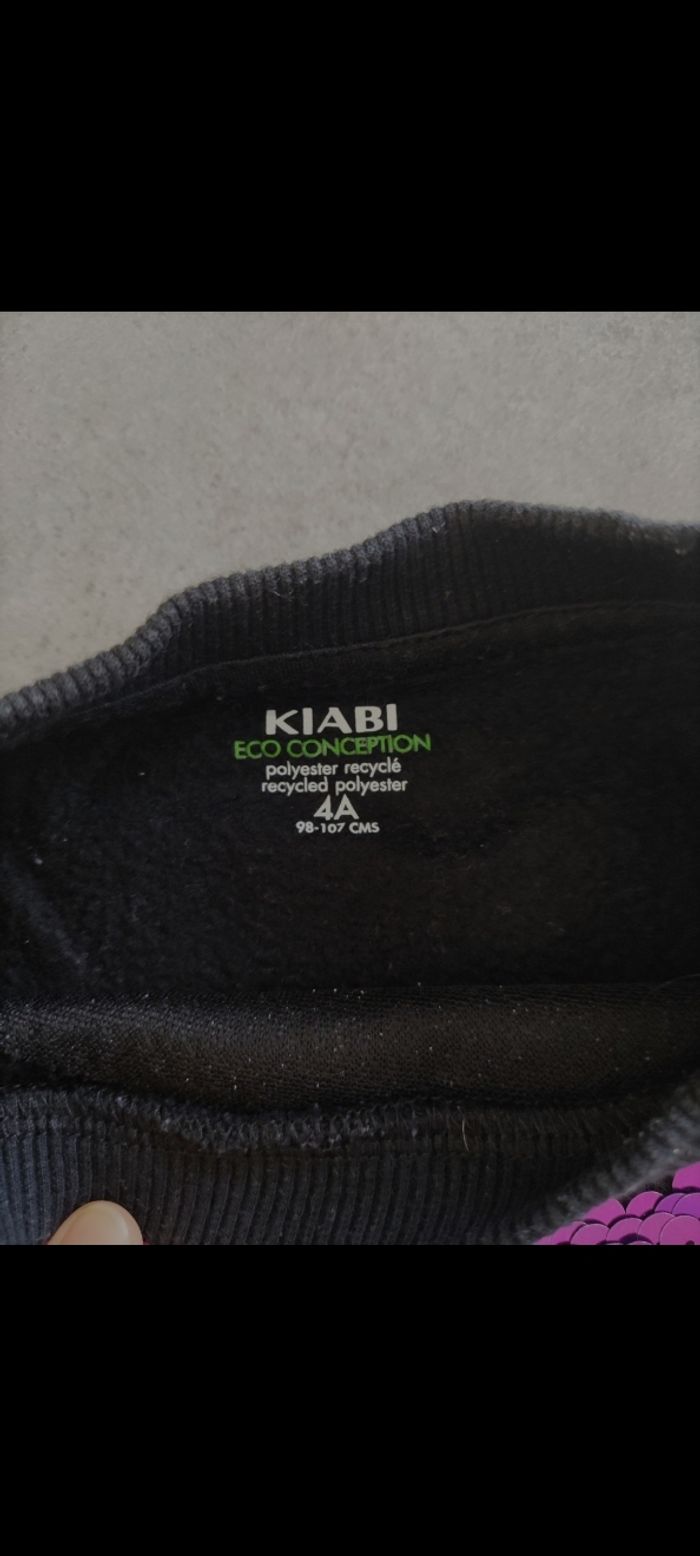 KIABI
ECO CONCEPTION
polyester recyclé
recycled polyester
4A
98-107 CMS